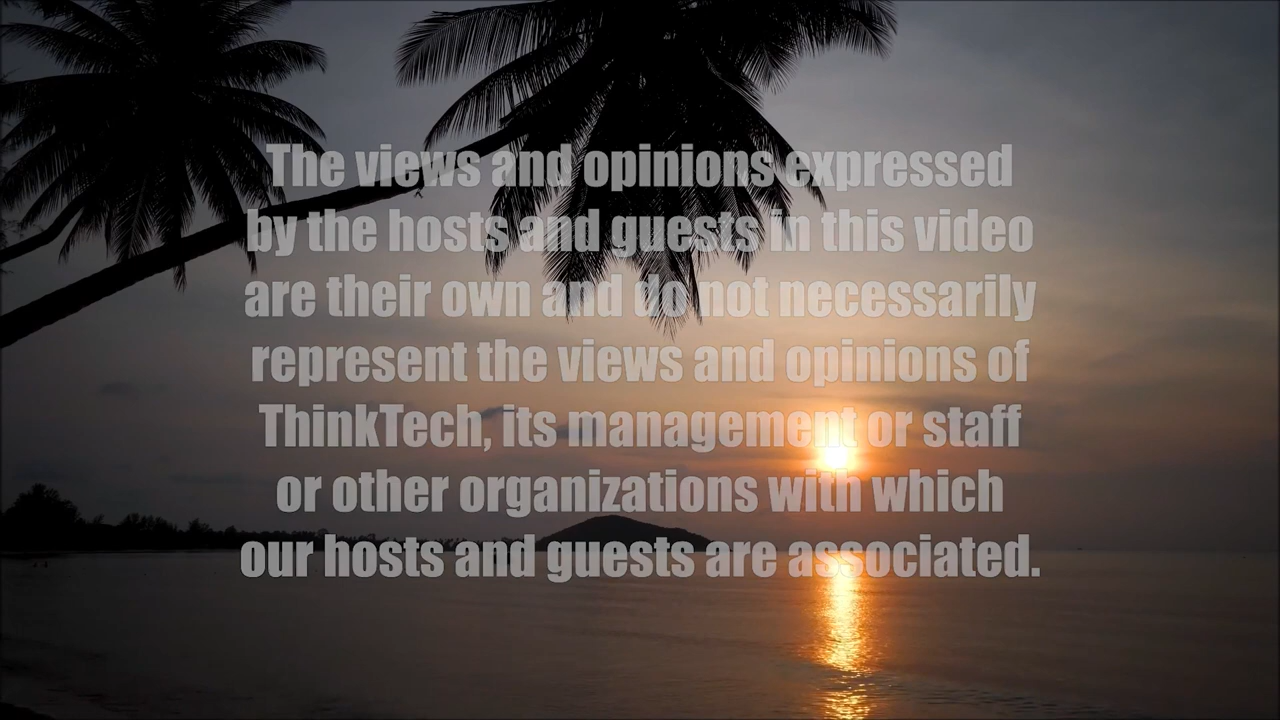 The views and opinions expressed
by the hosts and guests in this video
are their own and do not necessarily
represent the views and opinions of
ThinkTech, its management or staff
or other organizations with which
our hosts and guests are associated.